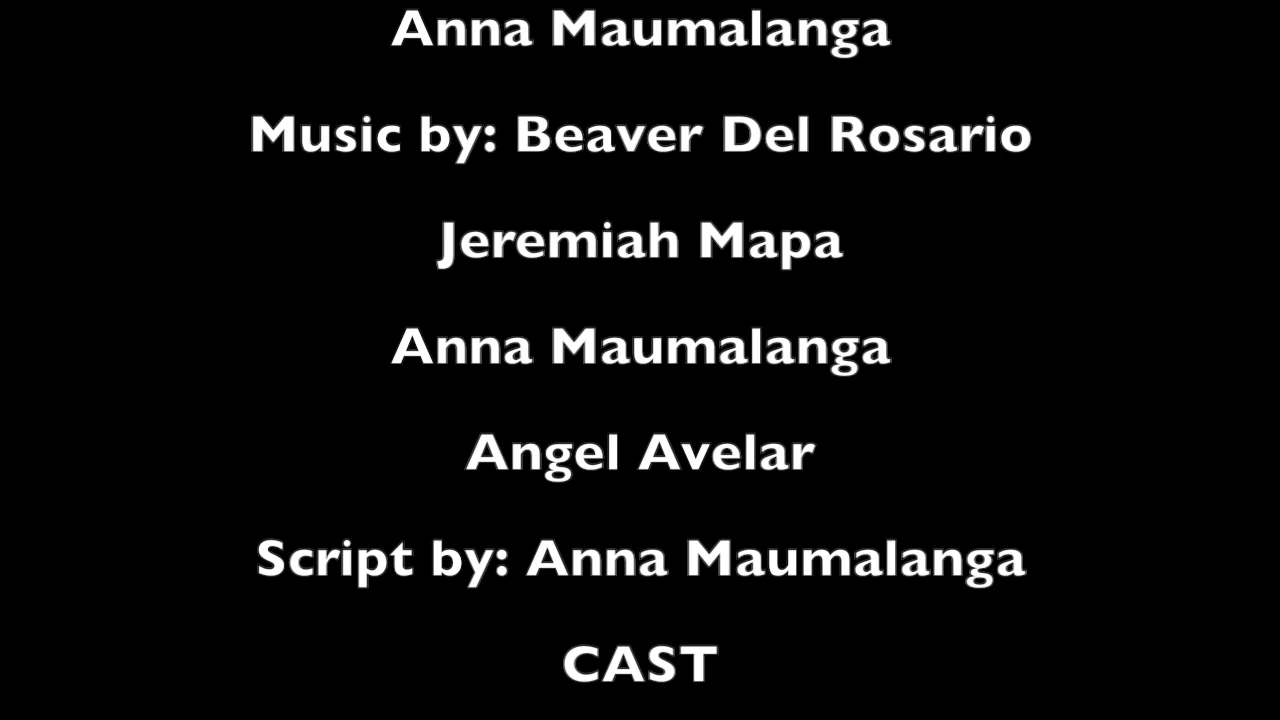 Anna Maumalanga
Music by: Beaver Del Rosario
Jeremiah Mapa
Anna Maumalanga
Angel Avelar
Script by: Anna Maumalanga
CAST